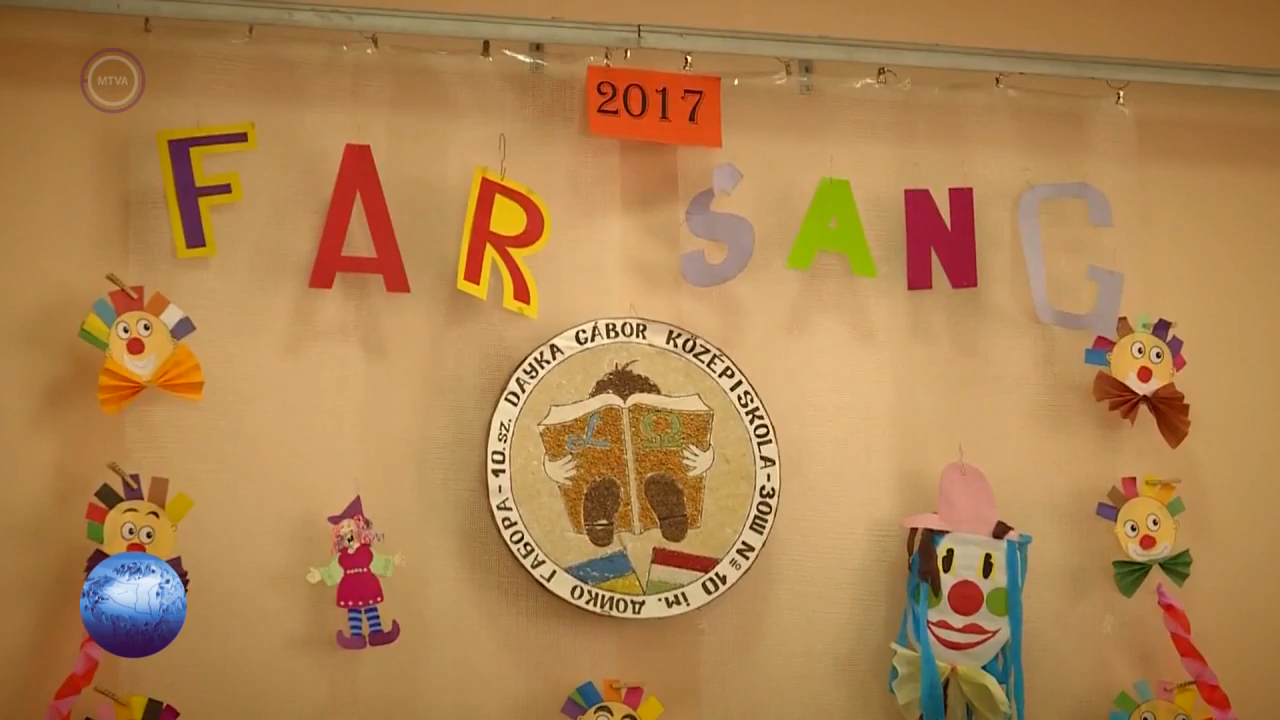 MTVA
2017
FARSANG
10.sz. DAYKA GÁBOR KÖZÉPISKOLA - ЗОШ № 10 ім. ДОЙКО ГАБОРА -